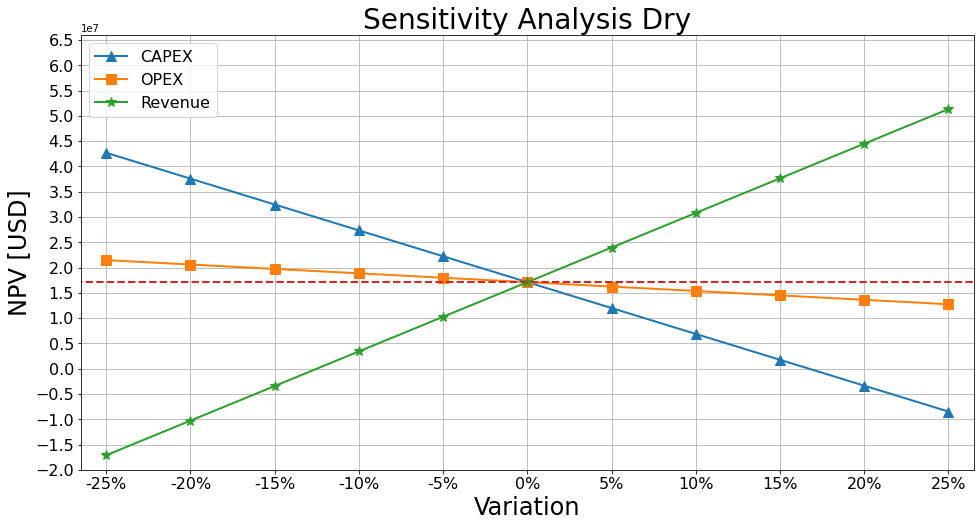 Sensitivity Analysis Dry
1e7
6.5
6.0
5.5
5.0
4.5
4.0
3.5
3.0
2.5
2.0
1.5
1.0
0.5
0.0
−0.5
−1.0
−1.5
−2.0
NPV [USD]
CAPEX
OPEX
Revenue
-25% -20% -15% -10% -5% 0% 5% 10% 15% 20% 25%
Variation